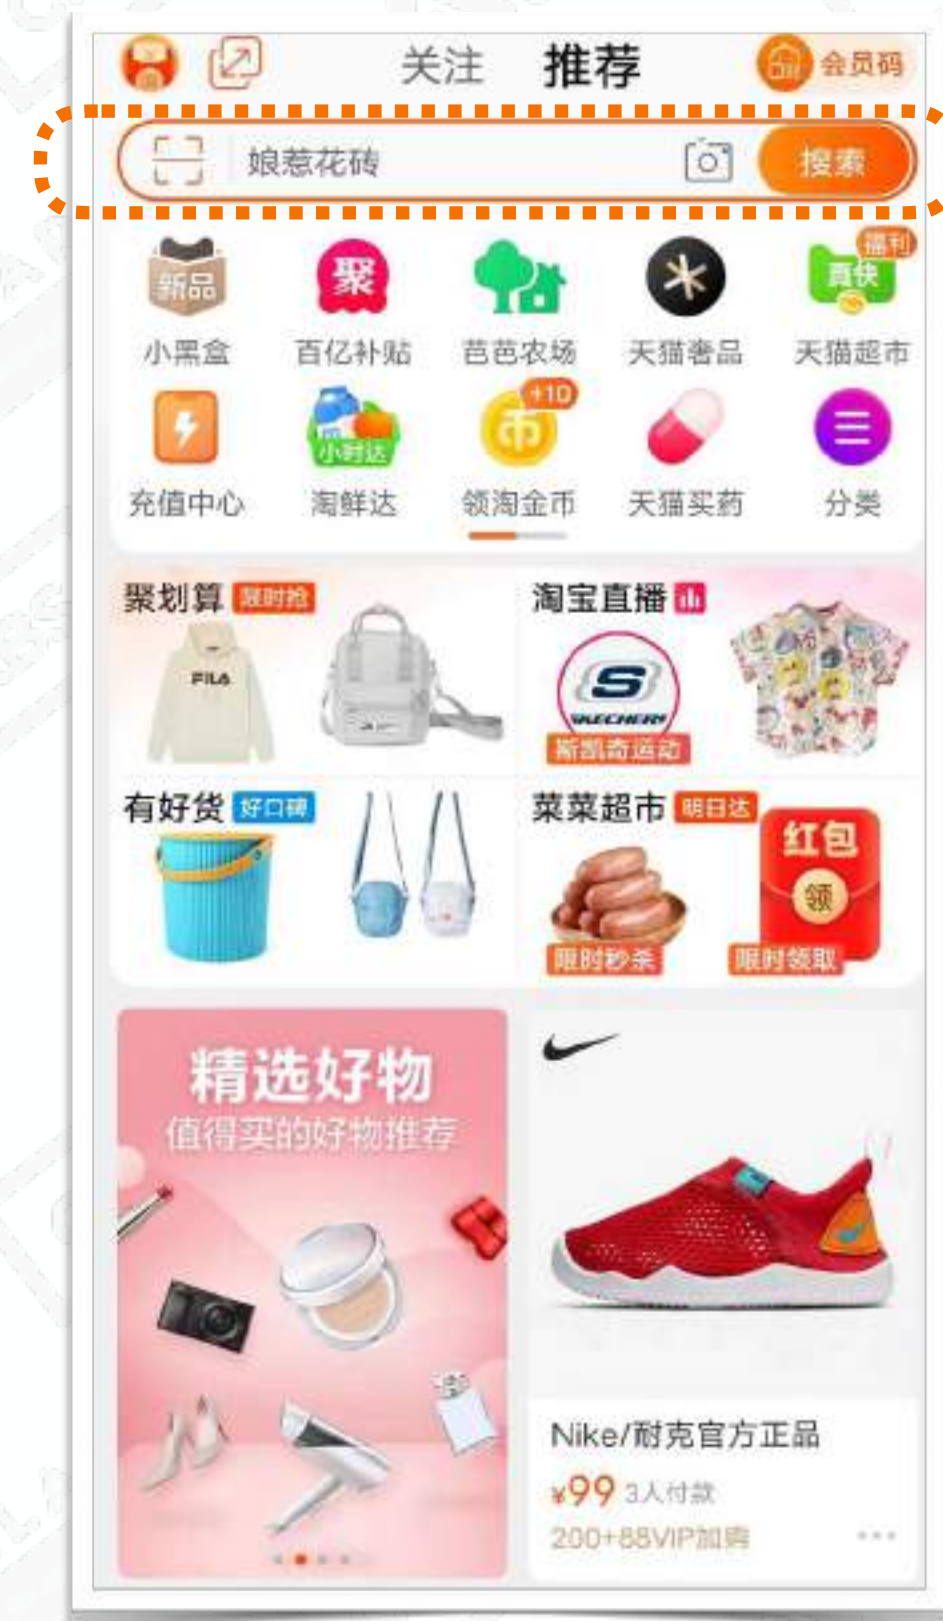 关注 推荐 会员码
娘惹花砖 搜索
新品 聚 福利
真快
小黑盒 百亿补贴 芭芭农场 天猫奢品 天猫超市
+10
小时达 币
充值中心 淘鲜达 领淘金币 天猫买药 分类
聚划算 限时抢 淘宝直播
FILA
S
SKECHERS
斯凯奇运动
有好货 好口碑 菜菜超市 明日达
红包
领
限时秒杀 限时领取
精选好物
值得买的好物推荐
Nike/耐克官方正品
¥99 3人付款
200+88VIP加购